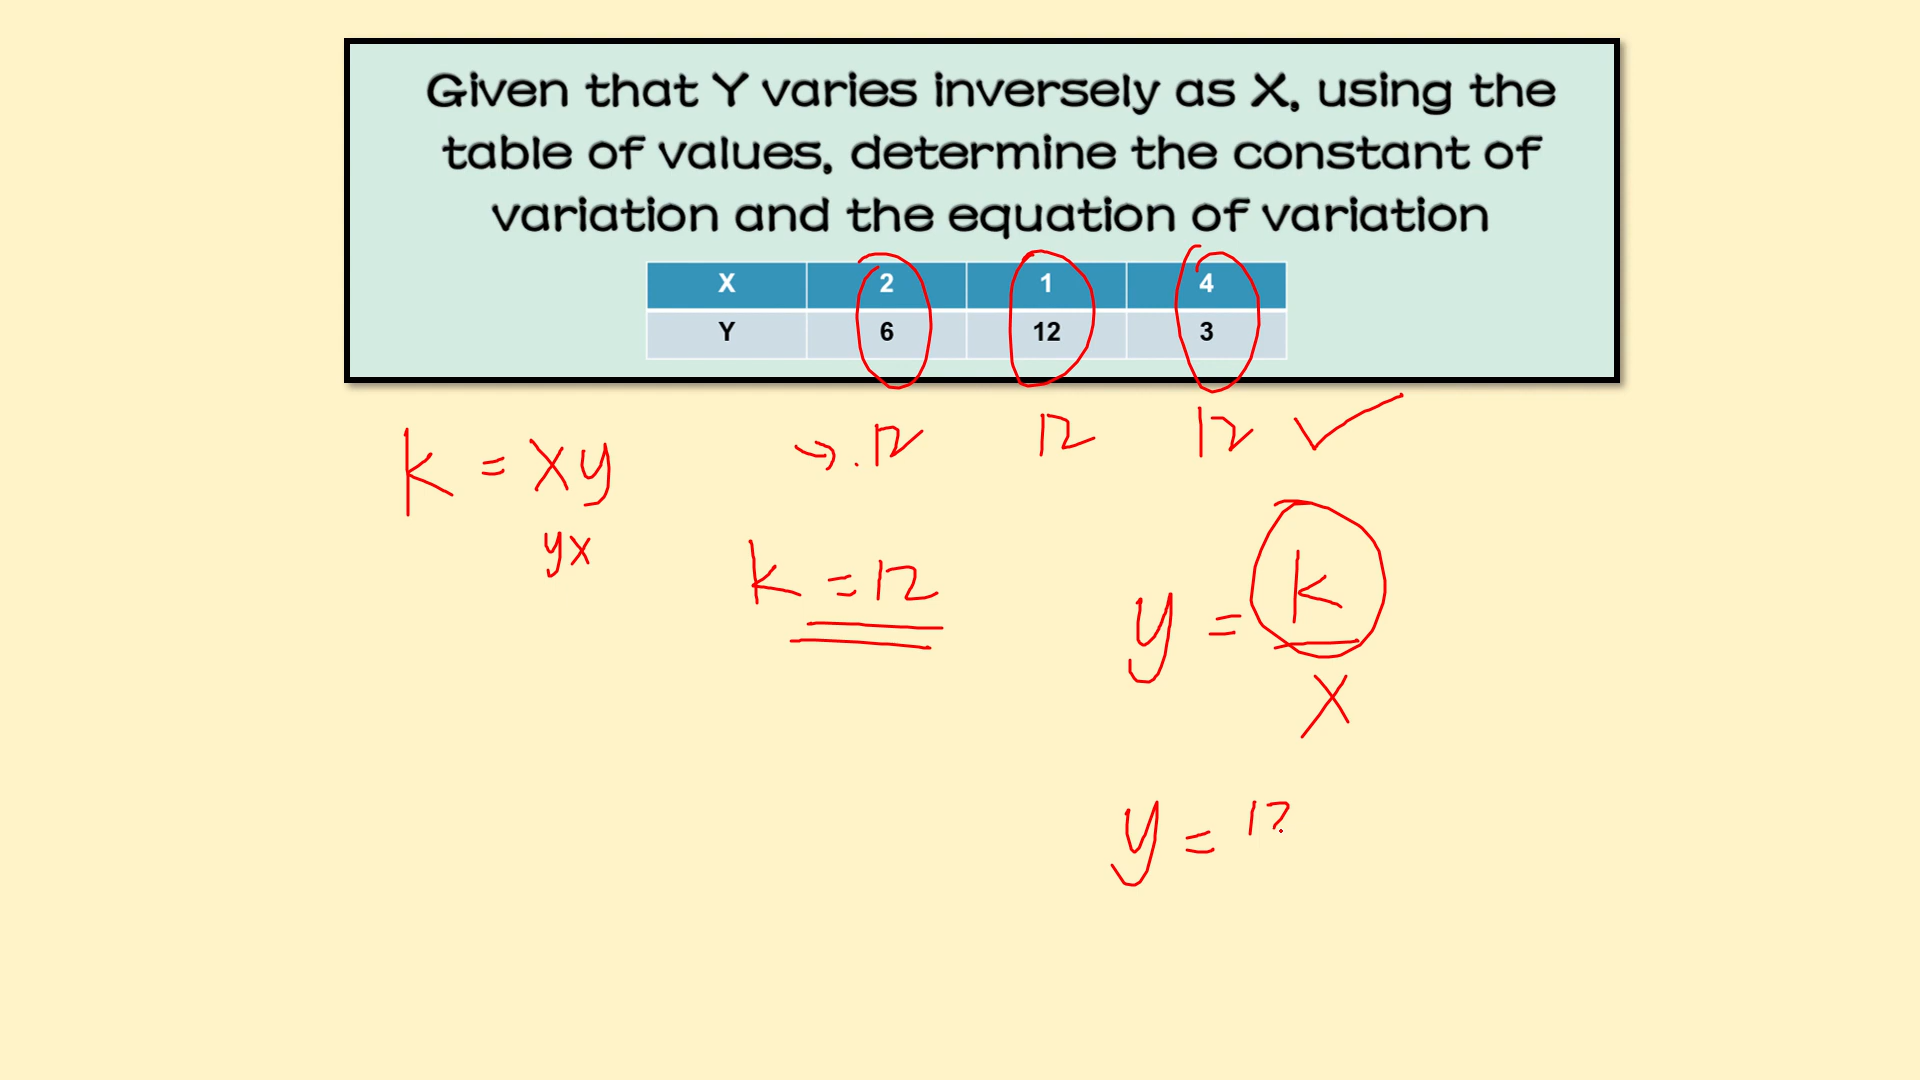 Given that Y varies inversely as X, using the
table of values, determine the constant of
variation and the equation of variation
X 2 1 4
Y 6 12 3
12 12 12
k = xy
yx
k = 12
y = k
x
y = 12